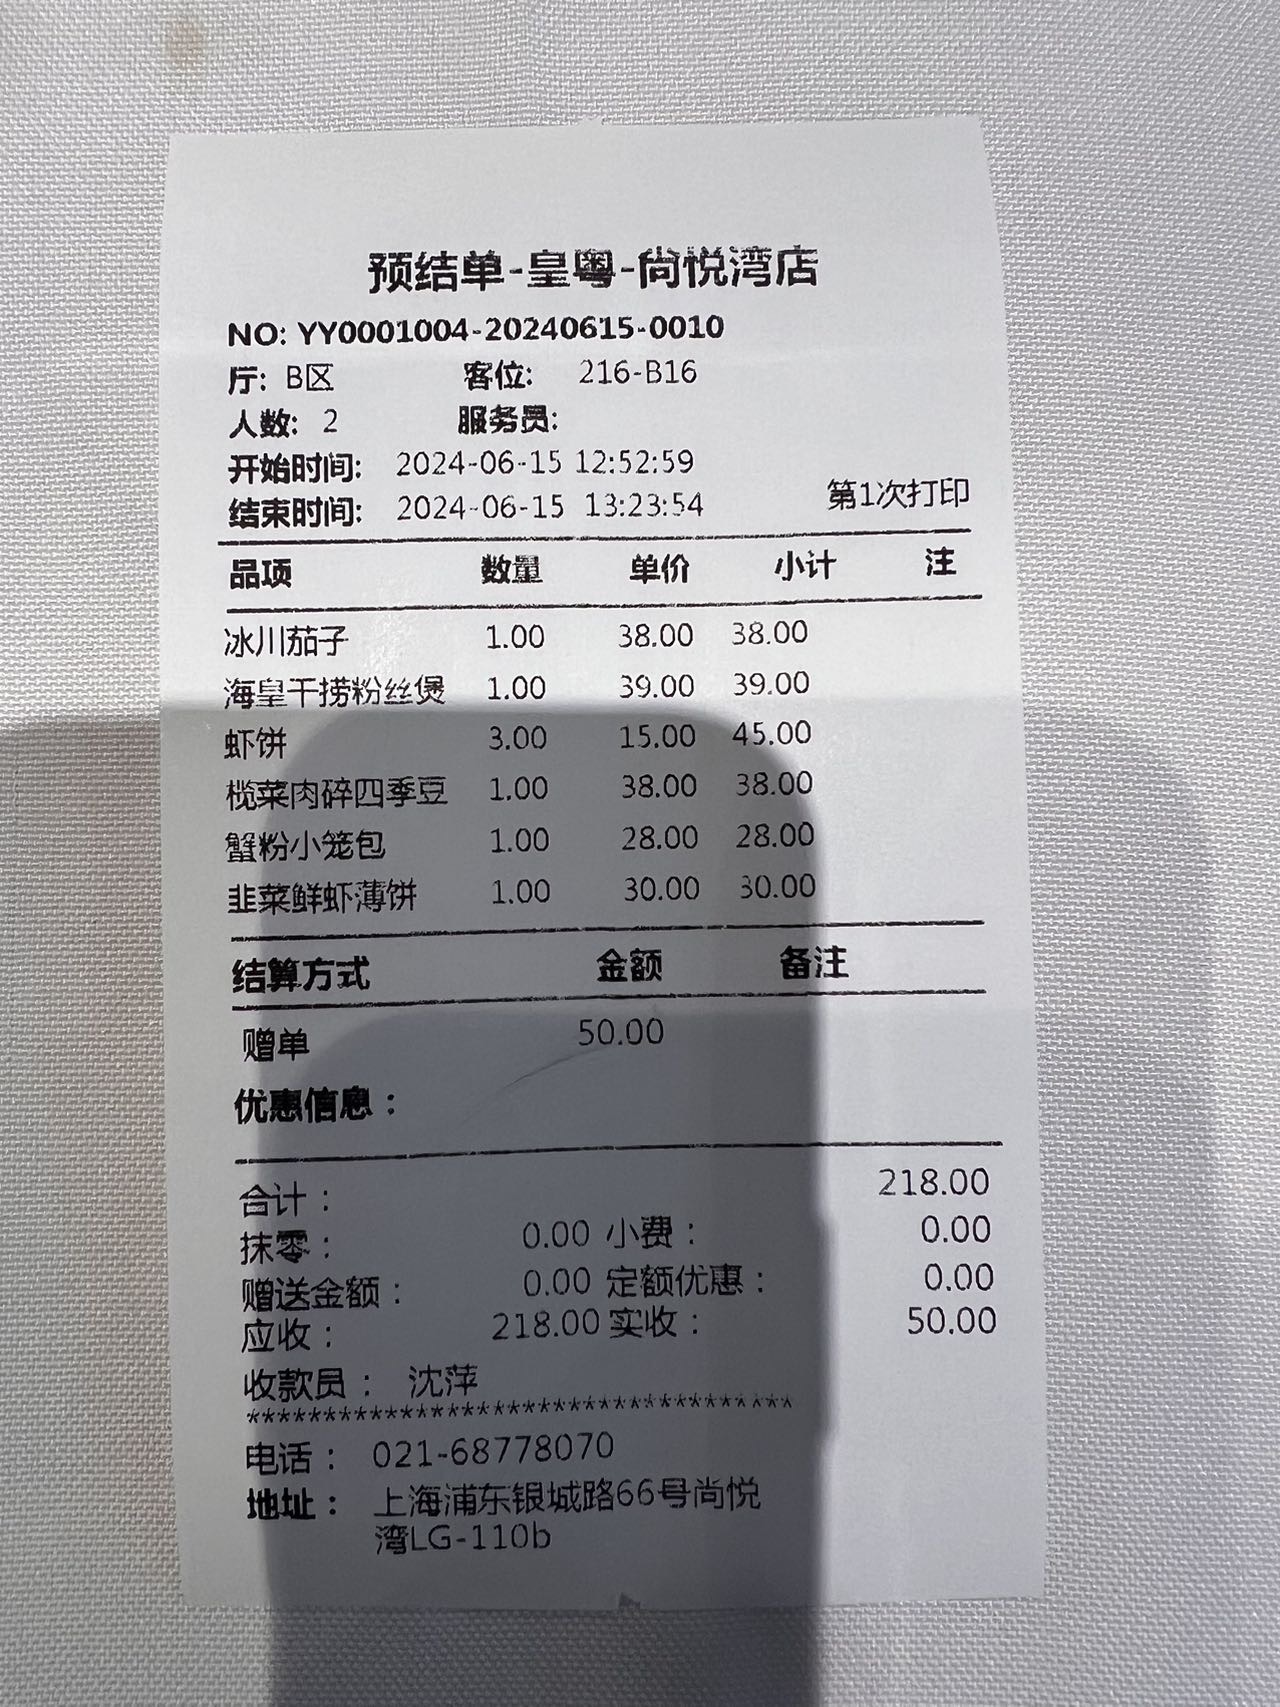 预结单-皇粤-尚悦湾店
NO: YY0001004-20240615-0010
厅: B区 客位: 216-B16
人数: 2 服务员:
开始时间: 2024-06-15 12:52:59
结束时间: 2024-06-15 13:23:54 第1次打印
品项 数量 单价 小计 注
冰川茄子 1.00 38.00 38.00
海皇干捞粉丝煲 1.00 39.00 39.00
虾饼 3.00 15.00 45.00
榄菜肉碎四季豆 1.00 38.00 38.00
蟹粉小笼包 1.00 28.00 28.00
韭菜鲜虾薄饼 1.00 30.00 30.00
结算方式 金额 备注
赠单 50.00
优惠信息：
合计： 218.00
抹零： 0.00 小费： 0.00
赠送金额： 0.00 定额优惠： 0.00
应收： 218.00 实收： 50.00
收款员： 沈萍
************************************
电话： 021-68778070
地址： 上海浦东银城路66号尚悦
湾LG-110b